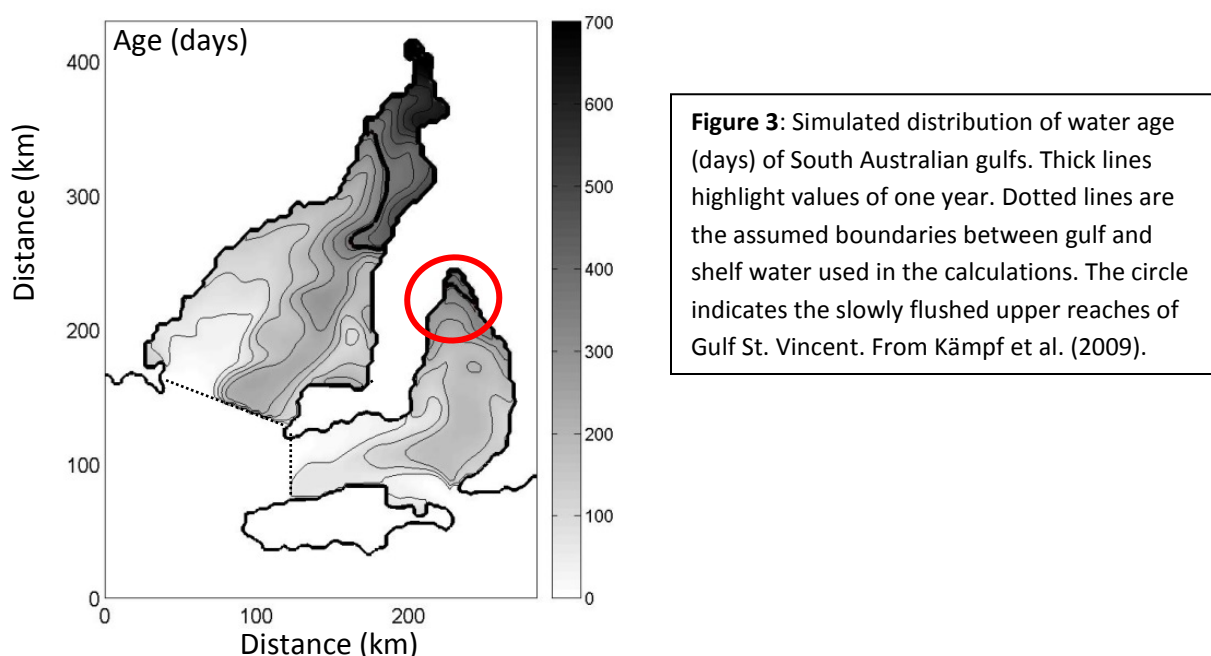 Age (days)
Distance (km)
400
300
200
100
0
0
100
200
Distance (km)
700
600
500
400
300
200
100
0
Figure 3: Simulated distribution of water age
(days) of South Australian gulfs. Thick lines
highlight values of one year. Dotted lines are
the assumed boundaries between gulf and
shelf water used in the calculations. The circle
indicates the slowly flushed upper reaches of
Gulf St. Vincent. From Kämpf et al. (2009).